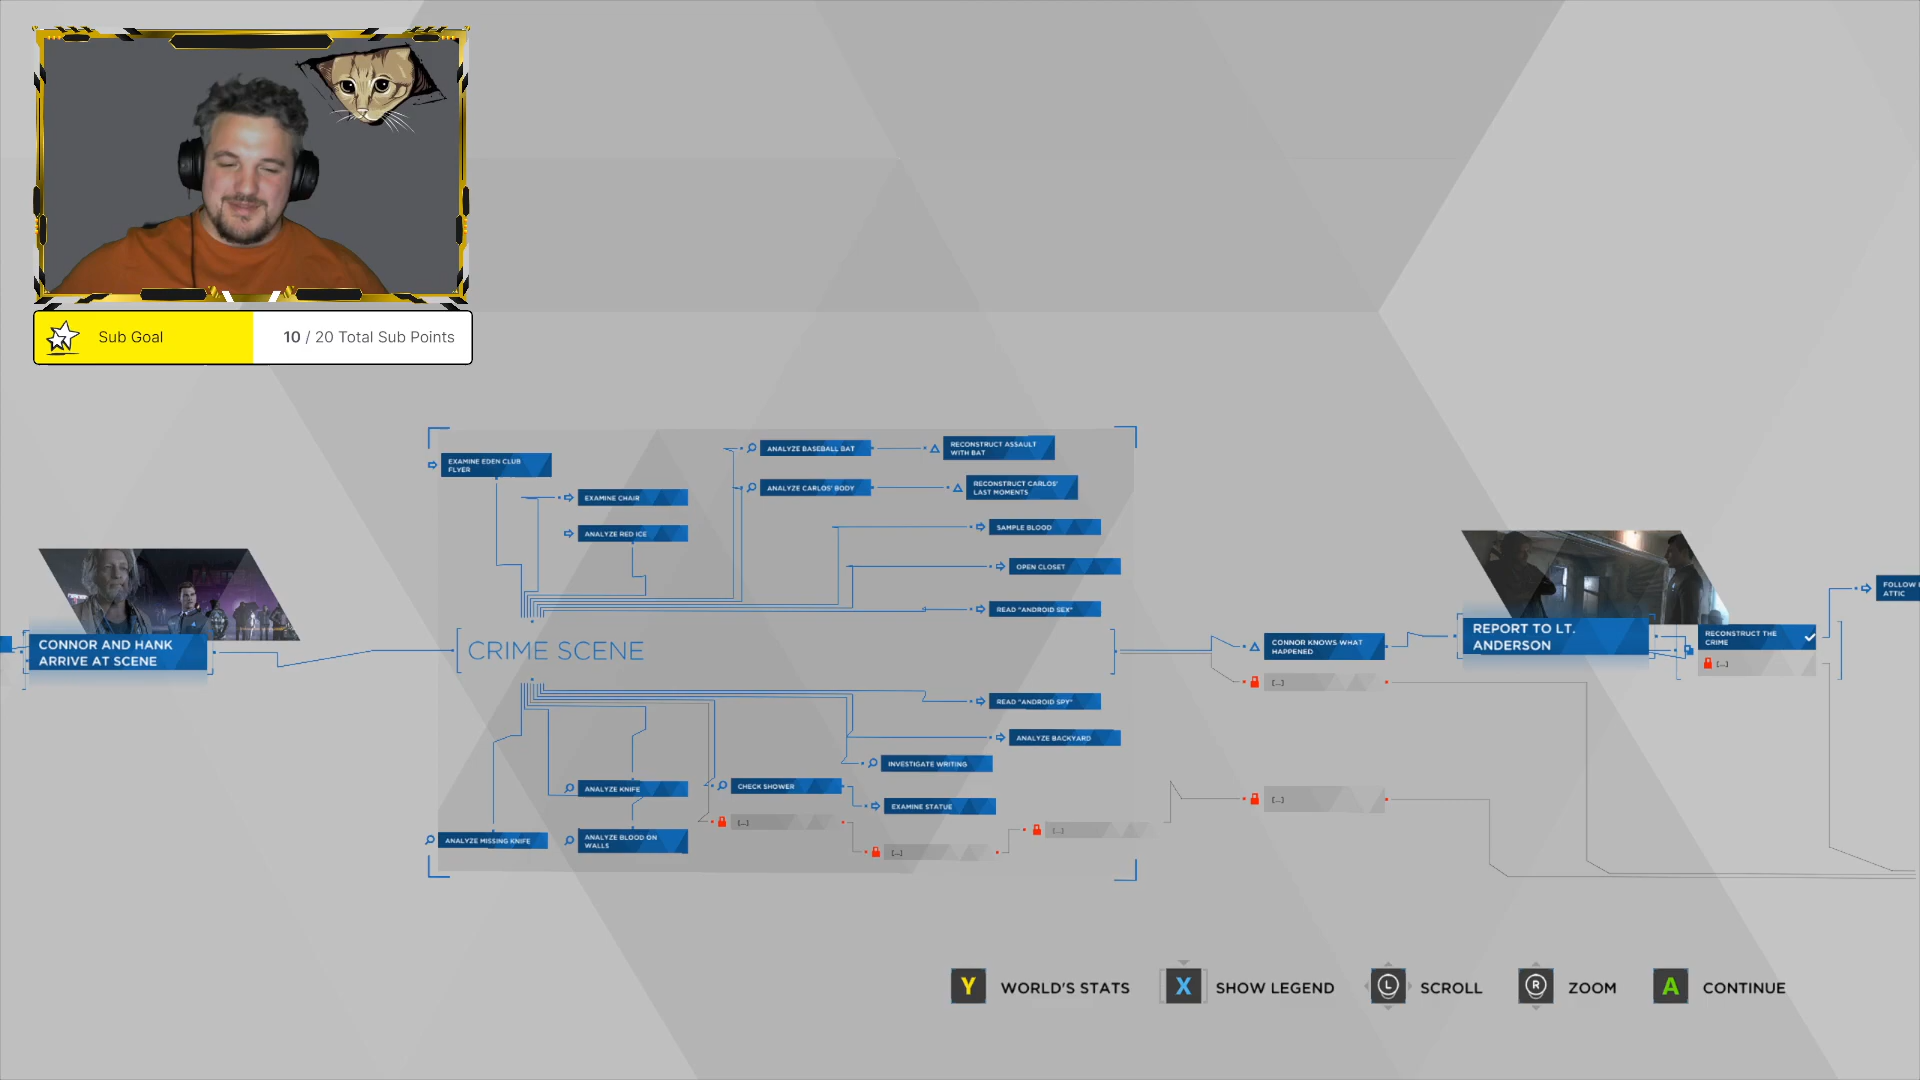 Sub Goal
10 / 20 Total Sub Points
EXAMINE EDEN CLUB
FLYER
EXAMINE CHAIR
ANALYZE RED ICE
ANALYZE BASEBALL BAT
RECONSTRUCT ASSAULT
WITH BAT
ANALYZE CARLOS' BODY
RECONSTRUCT CARLOS'
LAST MOMENTS
SAMPLE BLOOD
OPEN CLOSET
READ "ANDROID SEX"
CONNOR AND HANK
ARRIVE AT SCENE
CRIME SCENE
CONNOR KNOWS WHAT
HAPPENED
[...]
REPORT TO LT.
ANDERSON
RECONSTRUCT THE
CRIME
[...]
FOLLOW
ATTIC
READ "ANDROID SPY"
ANALYZE BACKYARD
INVESTIGATE WRITING
ANALYZE KNIFE
CHECK SHOWER
EXAMINE STATUE
[...]
[...]
[...]
[...]
ANALYZE MISSING KNIFE
ANALYZE BLOOD ON
WALLS
Y WORLD'S STATS
X SHOW LEGEND
L SCROLL
R ZOOM
A CONTINUE